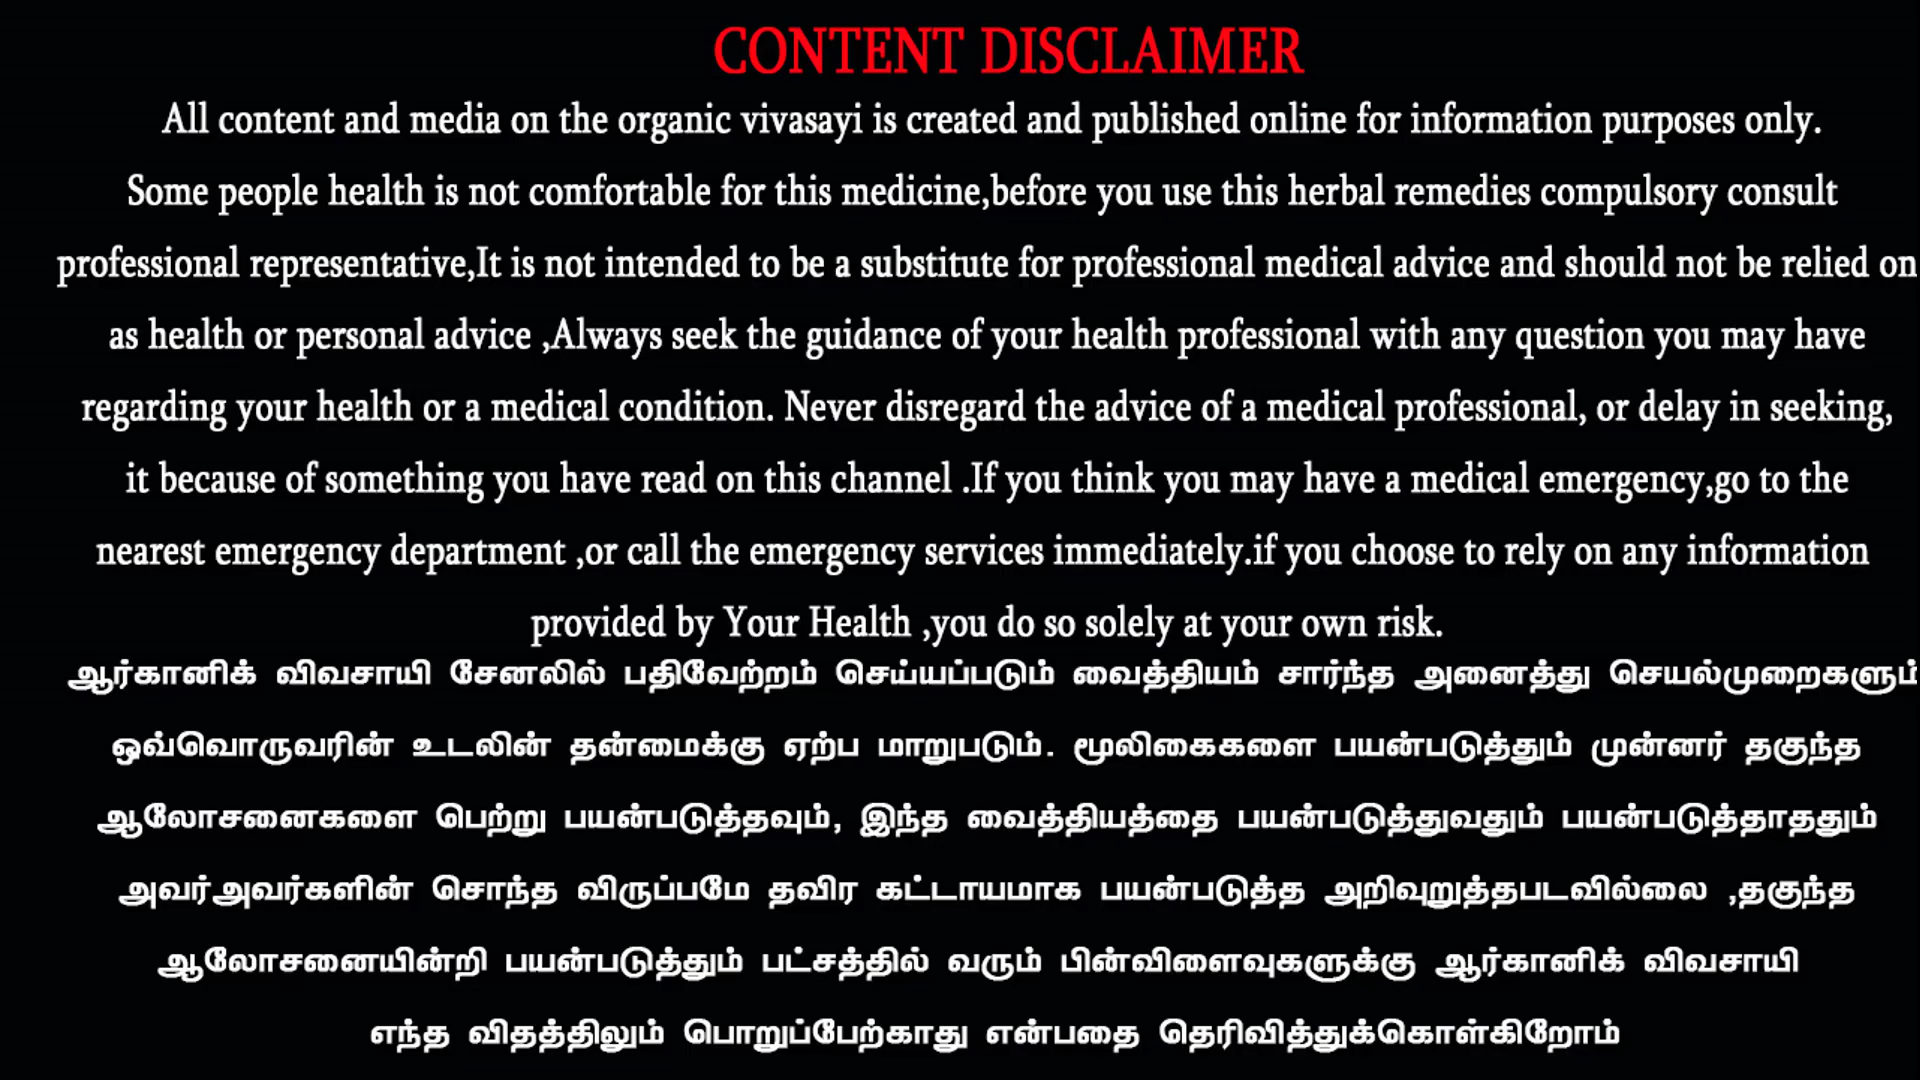 CONTENT DISCLAIMER
All content and media on the organic vivasayi is created and published online for information purposes only.
Some people health is not comfortable for this medicine,before you use this herbal remedies compulsory consult
professional representative,It is not intended to be a substitute for professional medical advice and should not be relied on
as health or personal advice ,Always seek the guidance of your health professional with any question you may have
regarding your health or a medical condition. Never disregard the advice of a medical professional, or delay in seeking,
it because of something you have read on this channel .If you think you may have a medical emergency,go to the
nearest emergency department ,or call the emergency services immediately.if you choose to rely on any information
provided by Your Health ,you do so solely at your own risk.
ஆர்கானிக் விவசாயி சேனலில் பதிவேற்றம் செய்யப்படும் வைத்தியம் சார்ந்த அனைத்து செயல்முறைகளும்
ஒவ்வொருவரின் உடலின் தன்மைக்கு ஏற்ப மாறுபடும். மூலிகைகளை பயன்படுத்தும் முன்னர் தகுந்த
ஆலோசனைகளை பெற்று பயன்படுத்தவும், இந்த வைத்தியத்தை பயன்படுத்துவதும் பயன்படுத்தாததும்
அவர்அவர்களின் சொந்த விருப்பமே தவிர கட்டாயமாக பயன்படுத்த அறிவுறுத்தபடவில்லை ,தகுந்த
ஆலோசனையின்றி பயன்படுத்தும் பட்சத்தில் வரும் பின்விளைவுகளுக்கு ஆர்கானிக் விவசாயி
எந்த விதத்திலும் பொறுப்பேற்காது என்பதை தெரிவித்துக்கொள்கிறோம்